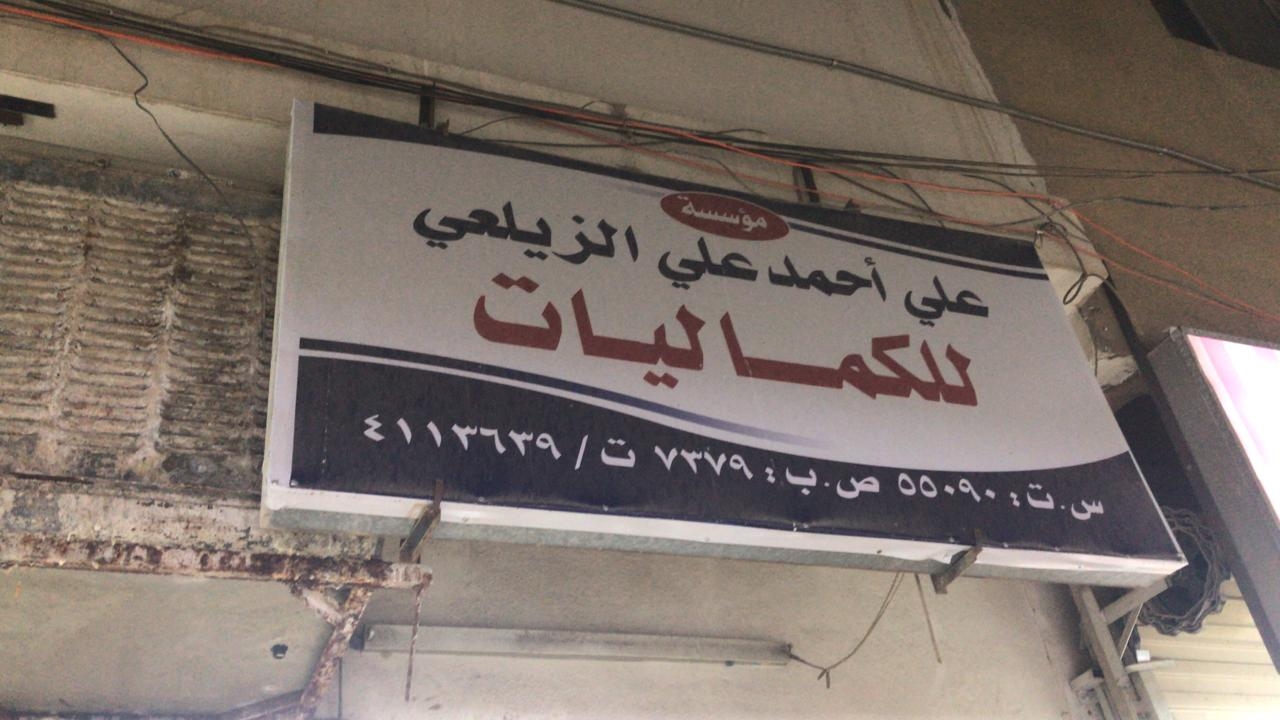 مؤسسة
علي أحمد علي الزيلعي
للكماليات
س.ت: ٥٥٠٩٠ ص.ب: ٧٣٧٩ ت/ ٤١١٣٦٣٩